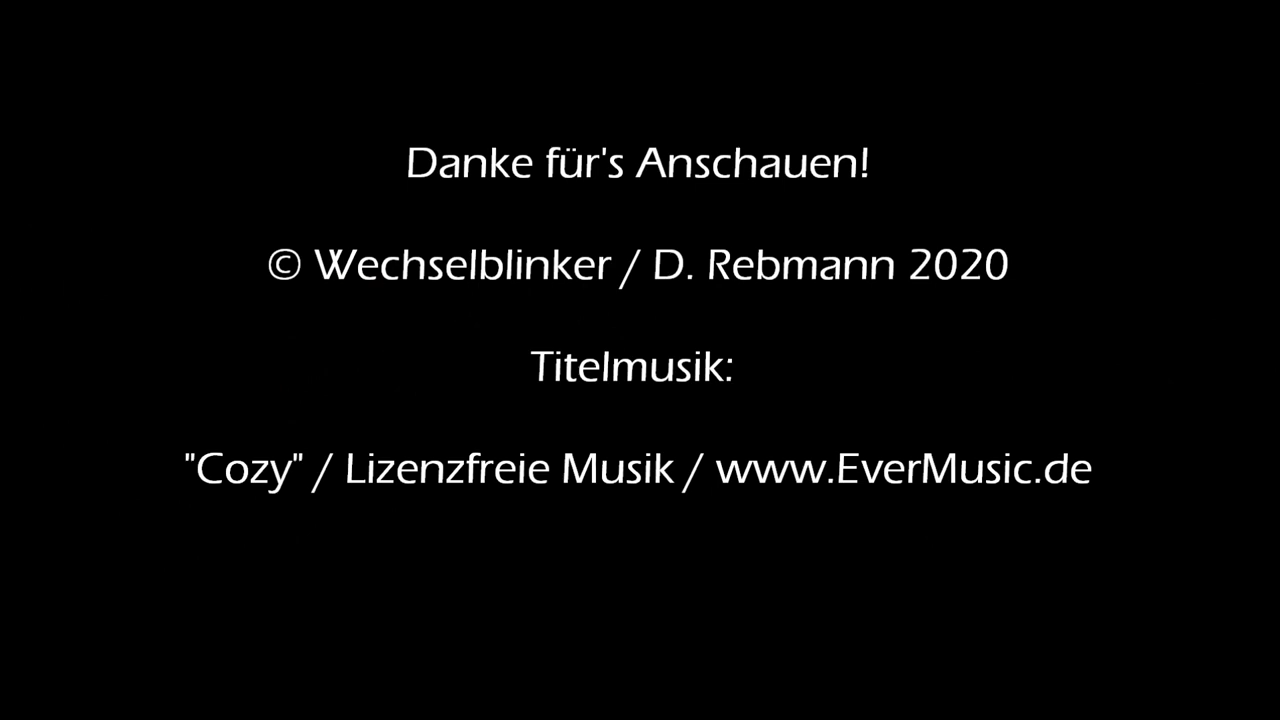 Danke für's Anschauen!
© Wechselblinker / D. Rebmann 2020
Titelmusik:
"Cozy" / Lizenzfreie Musik / www.EverMusic.de